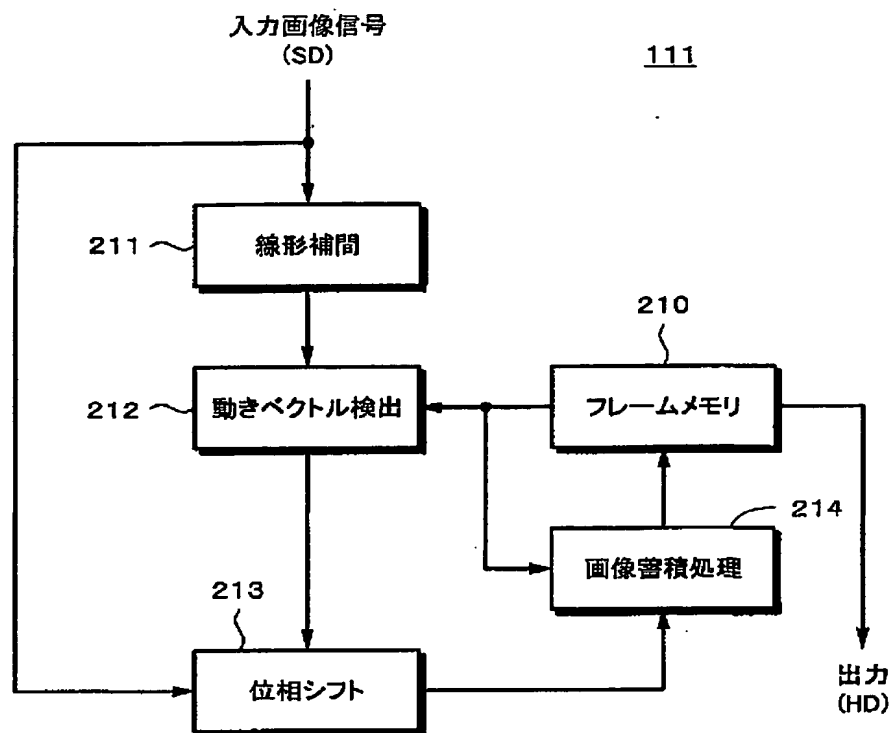 入力画像信号
(SD)
111
211
線形補間
210
212
動きベクトル検出
フレームメモリ
214
画像蓄積処理
213
位相シフト
出力
(HD)